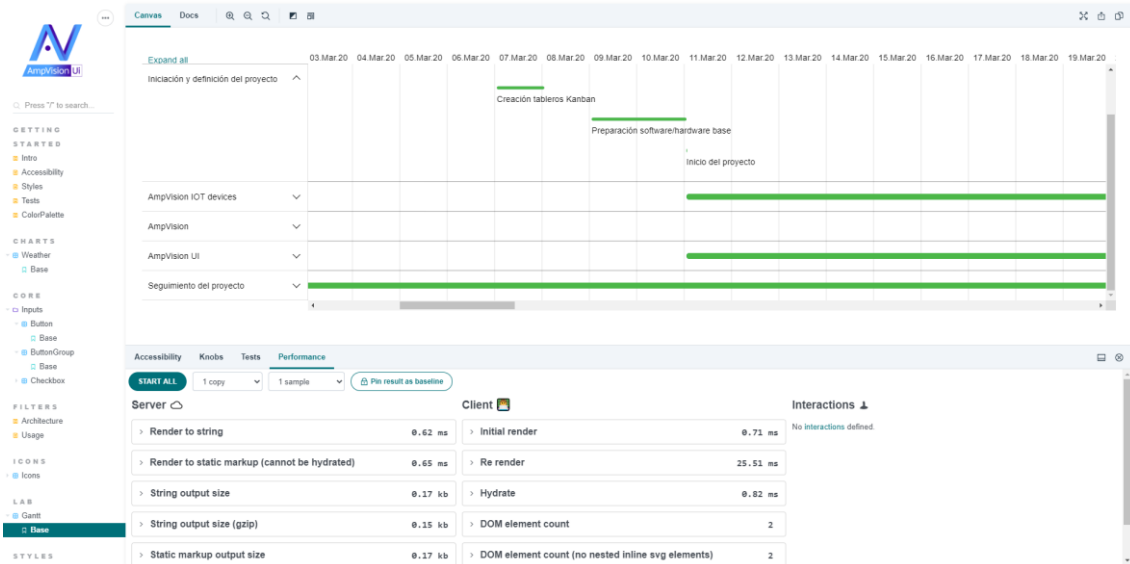 AmpVision UI
Press "/" to search...
GETTING
STARTED
Intro
Accessibility
Styles
Tests
ColorPalette
CHARTS
Weather
Base
CORE
Inputs
Button
Base
ButtonGroup
Base
Checkbox
FILTERS
Architecture
Usage
ICONS
Icons
LAB
Gantt
Base
STYLES
Canvas Docs
Expand all
03.Mar.20 04.Mar.20 05.Mar.20 06.Mar.20 07.Mar.20 08.Mar.20 09.Mar.20 10.Mar.20 11.Mar.20 12.Mar.20 13.Mar.20 14.Mar.20 15.Mar.20 16.Mar.20 17.Mar.20 18.Mar.20 19.Mar.20
Iniciación y definición del proyecto
Creación tableros Kanban
Preparación software/hardware base
Inicio del proyecto
AmpVision IOT devices
AmpVision
AmpVision UI
Seguimiento del proyecto
Accessibility Knobs Tests Performance
START ALL 1 copy 1 sample Pin result as baseline
Server
Render to string 0.62 ms
Render to static markup (cannot be hydrated) 0.65 ms
String output size 0.17 kb
String output size (gzip) 0.15 kb
Static markup output size 0.17 kb
Client
Initial render 0.71 ms
Re render 25.51 ms
Hydrate 0.82 ms
DOM element count 2
DOM element count (no nested inline svg elements) 2
Interactions
No interactions defined.